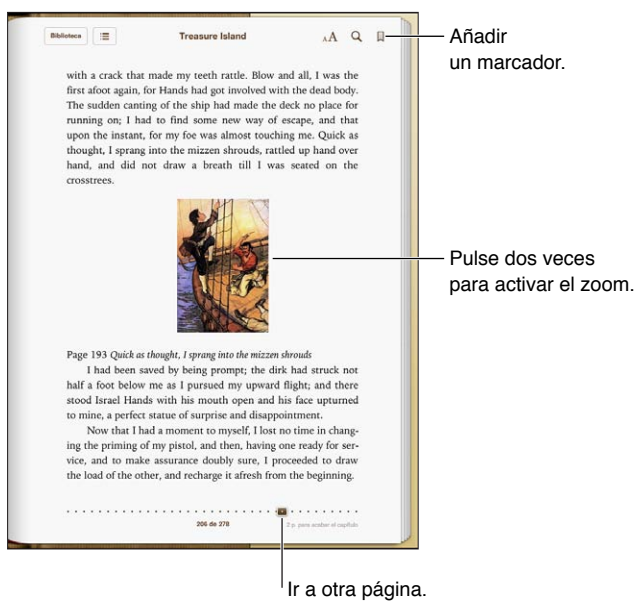 Biblioteca
Treasure Island
AA
Añadir
un marcador.
with a crack that made my teeth rattle. Blow and all, I was the
first afoot again, for Hands had got involved with the dead body.
The sudden canting of the ship had made the deck no place for
running on; I had to find some new way of escape, and that
upon the instant, for my foe was almost touching me. Quick as
thought, I sprang into the mizzen shrouds, rattled up hand over
hand, and did not draw a breath till I was seated on the
crosstrees.
Pulse dos veces
para activar el zoom.
Page 193 Quick as thought, I sprang into the mizzen shrouds
I had been saved by being prompt; the dirk had struck not
half a foot below me as I pursued my upward flight; and there
stood Israel Hands with his mouth open and his face upturned
to mine, a perfect statue of surprise and disappointment.
Now that I had a moment to myself, I lost no time in chang-
ing the priming of my pistol, and then, having one ready for ser-
vice, and to make assurance doubly sure, I proceeded to draw
the load of the other, and recharge it afresh from the beginning.
206 de 278
2 p. para acabar el capítulo
Ir a otra página.